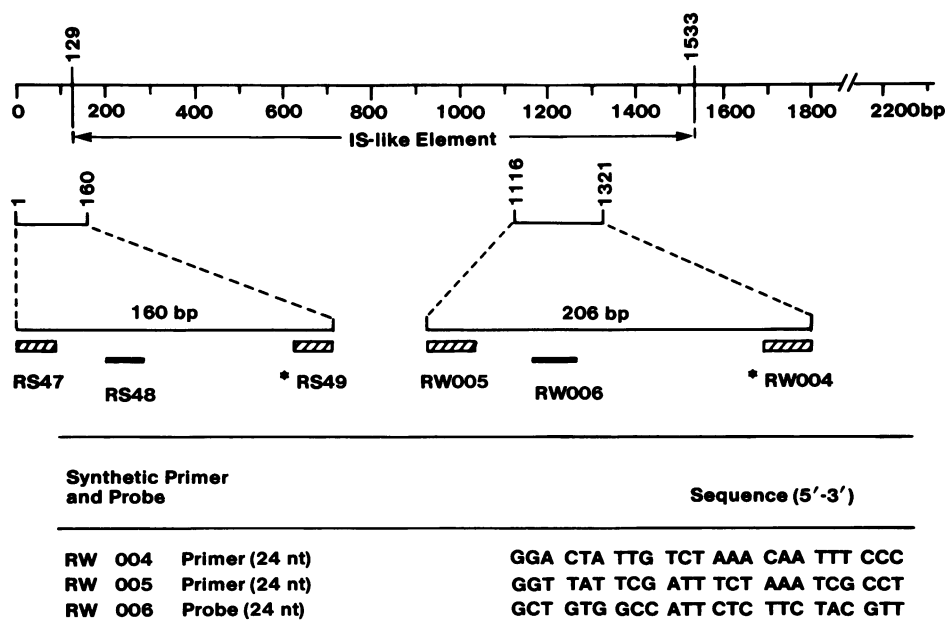 129
1533
0 200 400 600 800 1000 1200 1400 1600 1800 2200bp
IS-like Element
1
160
1116
1321
160 bp
206 bp
RS47
RS48
* RS49
RW005
RW006
* RW004
Synthetic Primer
and Probe
Sequence (5′-3′)
RW 004 Primer (24 nt) GGA CTA TTG TCT AAA CAA TTT CCC
RW 005 Primer (24 nt) GGT TAT TCG ATT TCT AAA TCG CCT
RW 006 Probe (24 nt) GCT GTG GCC ATT CTC TTC TAC GTT